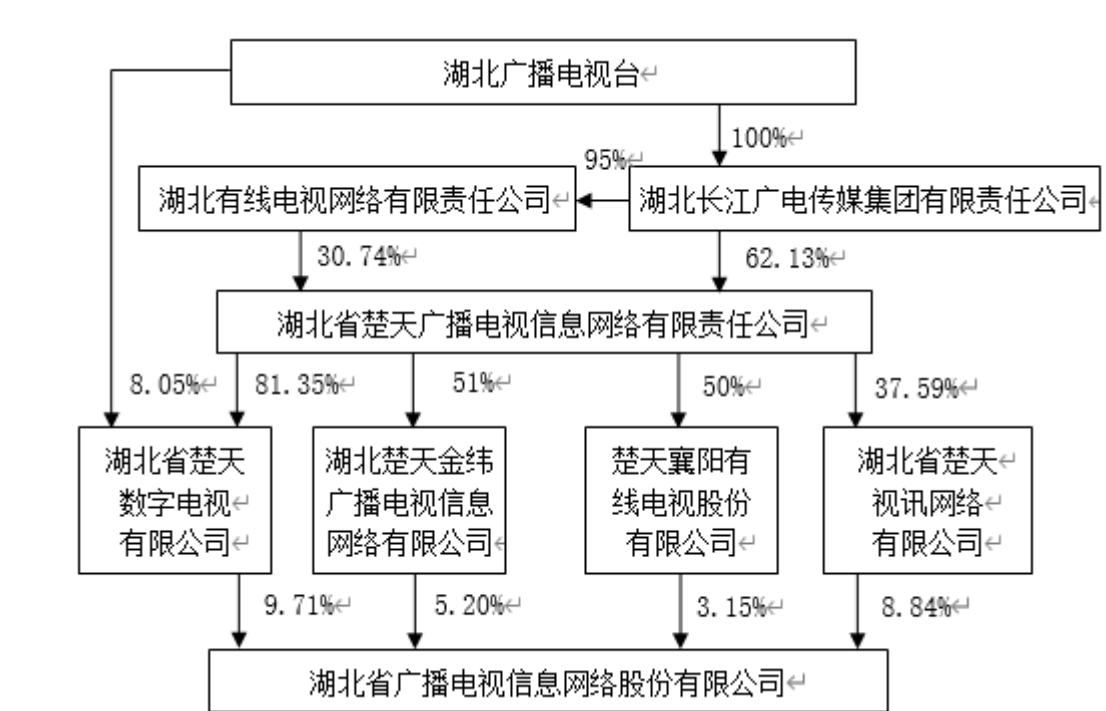 湖北广播电视台↵
100%↵
95%↵
湖北有线电视网络有限责任公司↵
湖北长江广电传媒集团有限责任公司↵
30.74%↵
62.13%↵
湖北省楚天广播电视信息网络有限责任公司↵
8.05%↵
81.35%↵
51%↵
50%↵
37.59%↵
湖北省楚天
数字电视↵
有限公司↵
湖北楚天金纬
广播电视信息
网络有限公司↵
楚天襄阳有
线电视股份
有限公司↵
湖北省楚天↵
视讯网络↵
有限公司↵
9.71%↵
5.20%↵
3.15%↵
8.84%↵
湖北省广播电视信息网络股份有限公司↵